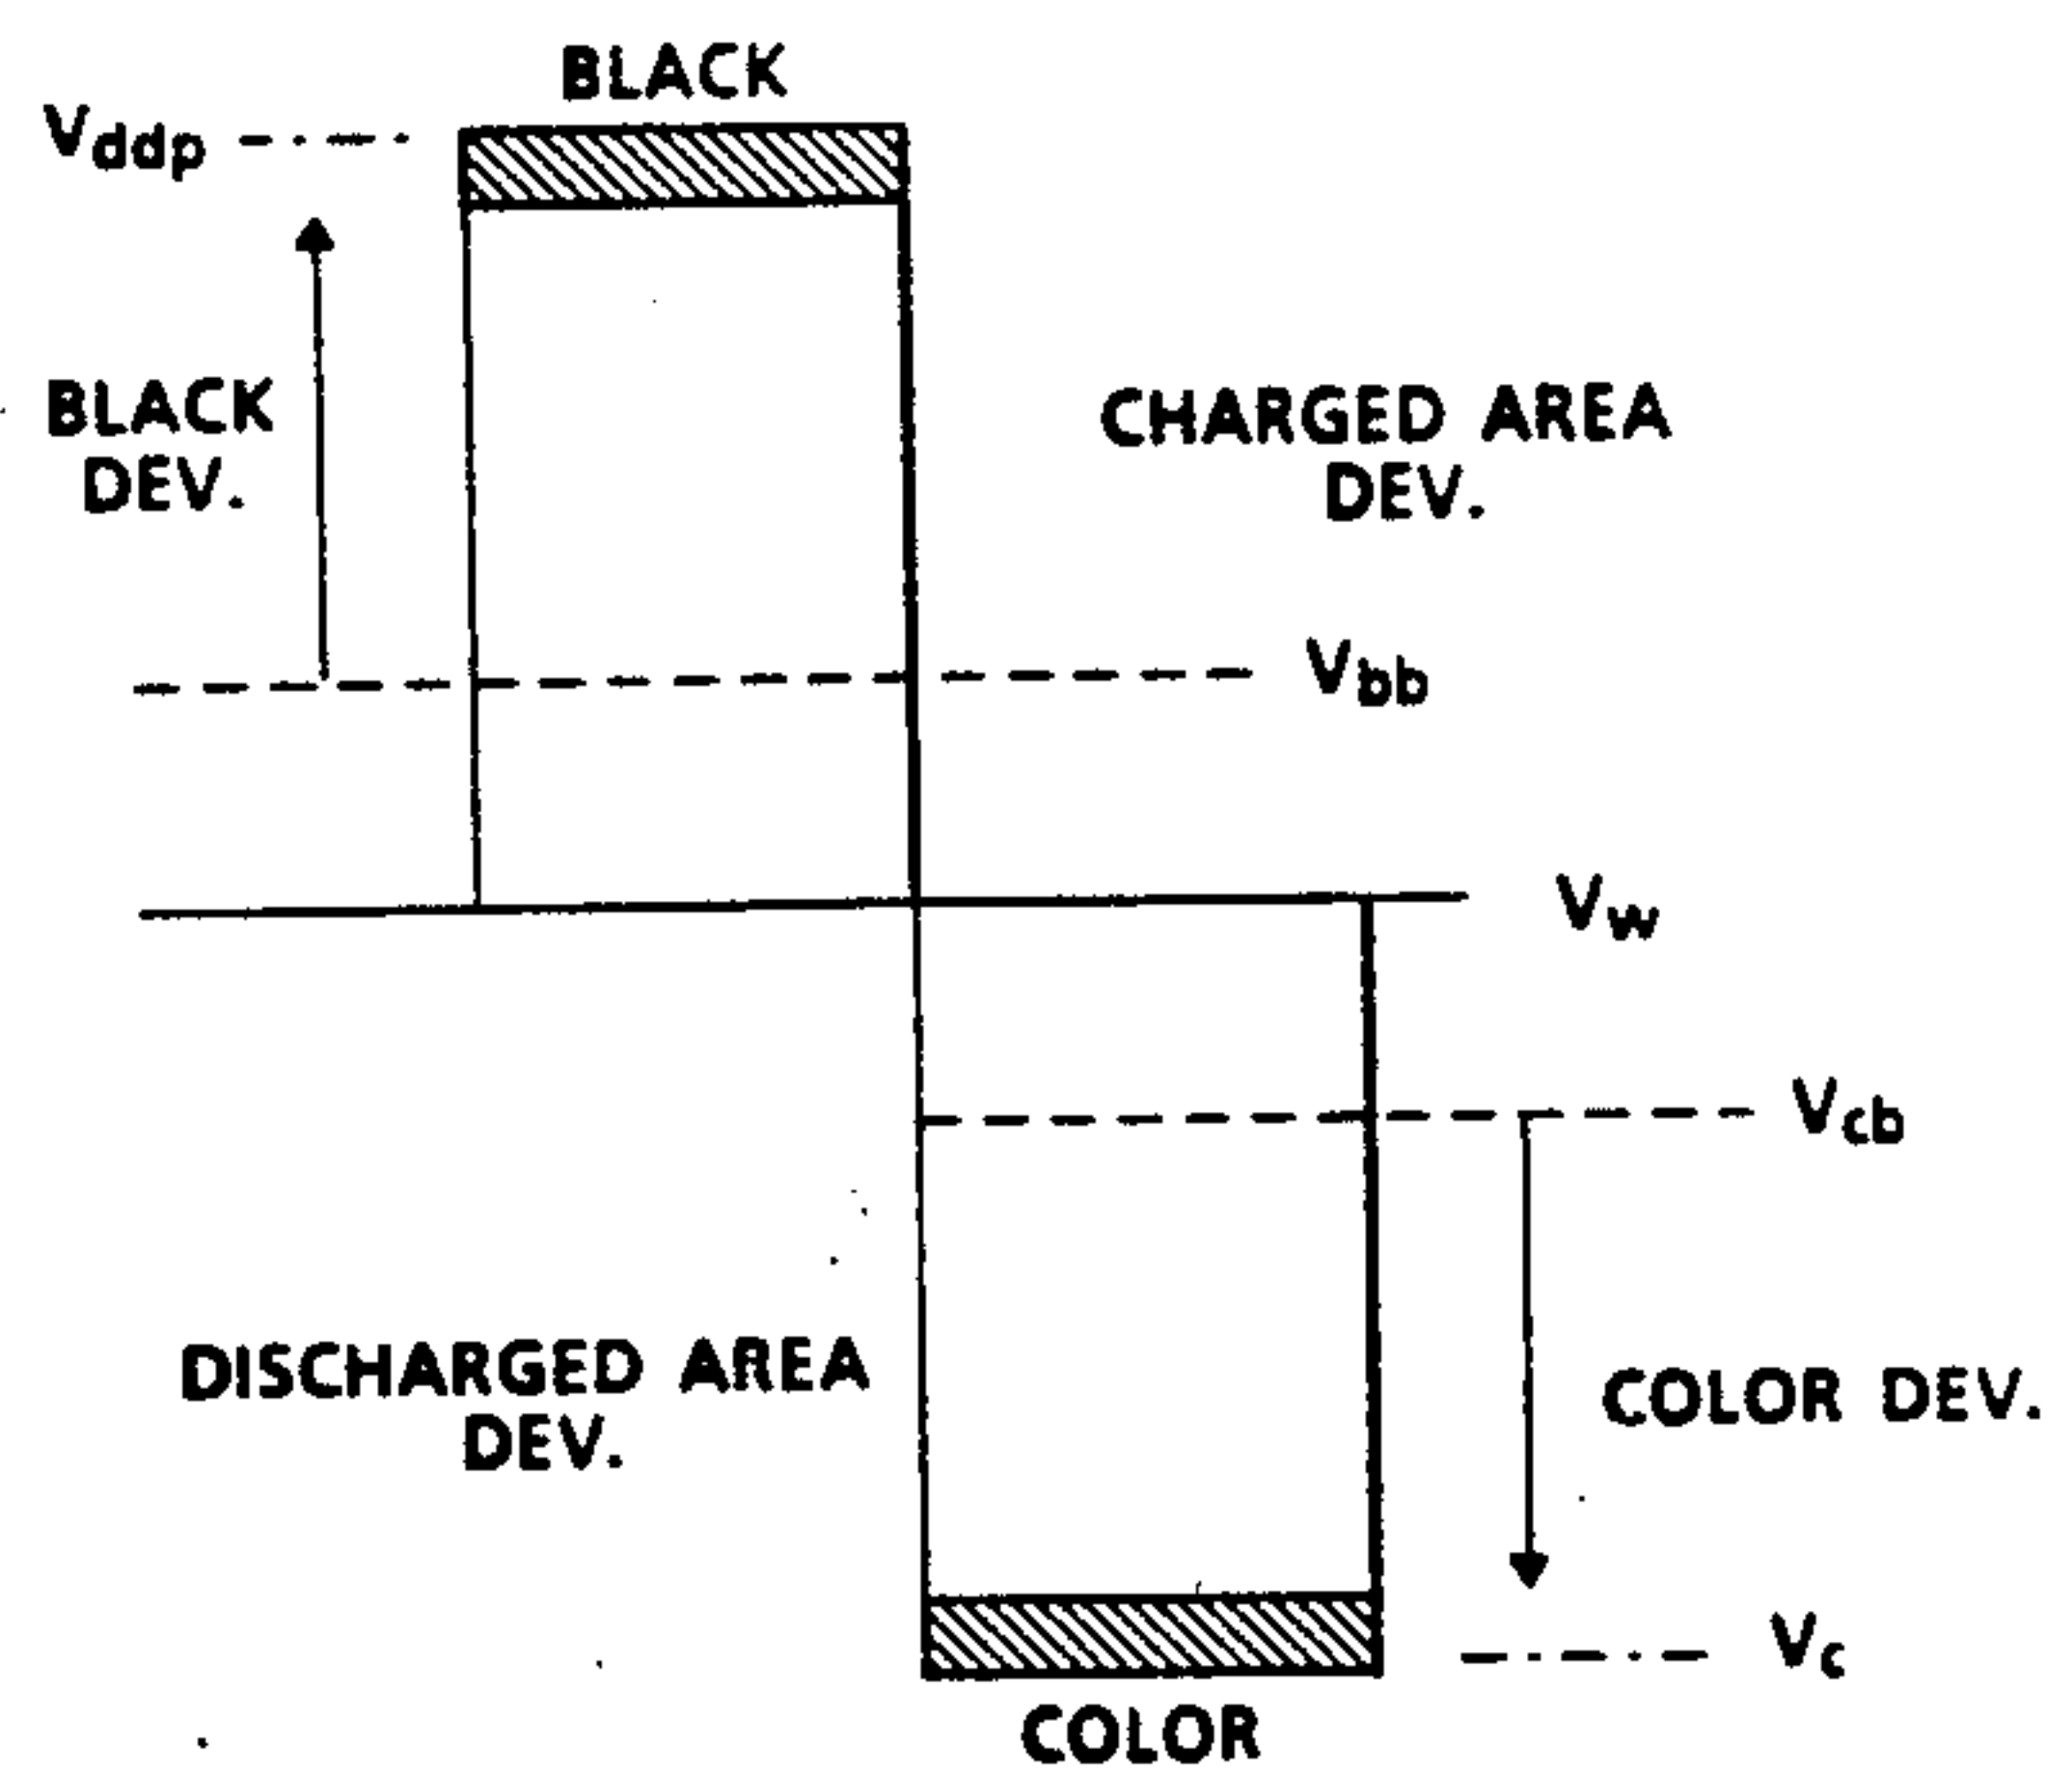 BLACK
Vddp
BLACK
DEV.
CHARGED AREA
DEV.
Vbb
Vw
Vcb
DISCHARGED AREA
DEV.
COLOR DEV.
Vc
COLOR